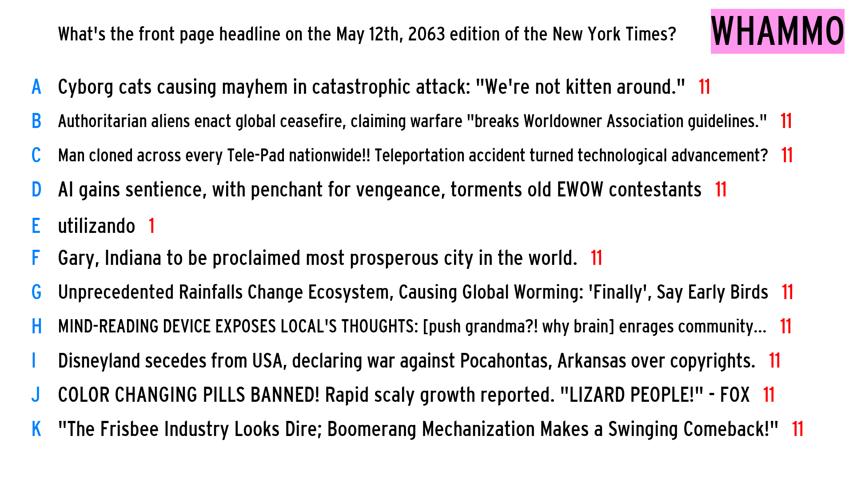 What's the front page headline on the May 12th, 2063 edition of the New York Times? WHAMMO
A Cyborg cats causing mayhem in catastrophic attack: "We're not kitten around." 11
B Authoritarian aliens enact global ceasefire, claiming warfare "breaks Worldowner Association guidelines." 11
C Man cloned across every Tele-Pad nationwide!! Teleportation accident turned technological advancement? 11
D AI gains sentience, with penchant for vengeance, torments old EWOW contestants 11
E utilizando 1
F Gary, Indiana to be proclaimed most prosperous city in the world. 11
G Unprecedented Rainfalls Change Ecosystem, Causing Global Worming: 'Finally', Say Early Birds 11
H MIND-READING DEVICE EXPOSES LOCAL'S THOUGHTS: [push grandma?! why brain] enrages community... 11
I Disneyland secedes from USA, declaring war against Pocahontas, Arkansas over copyrights. 11
J COLOR CHANGING PILLS BANNED! Rapid scaly growth reported. "LIZARD PEOPLE!" - FOX 11
K "The Frisbee Industry Looks Dire; Boomerang Mechanization Makes a Swinging Comeback!" 11